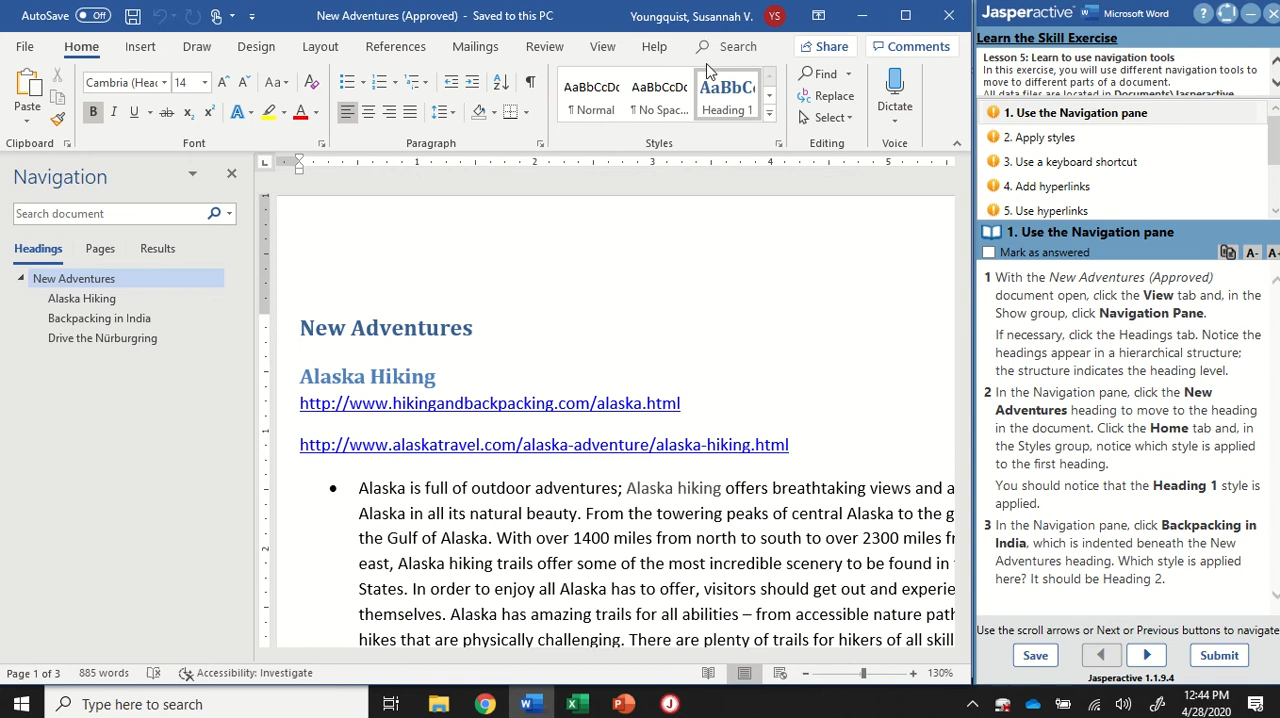 AutoSave Off New Adventures (Approved) - Saved to this PC Youngquist, Susannah V. YS
File Home Insert Draw Design Layout References Mailings Review View Help Search Share Comments
Paste Cambria (Hea 14 Aa AaBbCcDc AaBbCcDc AaBbC Find Dictate
¶ Normal ¶ No Spac... Heading 1 Replace
Select
Clipboard Font Paragraph Styles Editing Voice
Navigation
Search document
Headings Pages Results
New Adventures
Alaska Hiking
Backpacking in India
Drive the Nürburgring
1 2 3 4 5
New Adventures
Alaska Hiking
http://www.hikingandbackpacking.com/alaska.html
http://www.alaskatravel.com/alaska-adventure/alaska-hiking.html
Alaska is full of outdoor adventures; Alaska hiking offers breathtaking views and a
Alaska in all its natural beauty. From the towering peaks of central Alaska to the g
the Gulf of Alaska. With over 1400 miles from north to south to over 2300 miles f
east, Alaska hiking trails offer some of the most incredible scenery to be found in
States. In order to enjoy all Alaska has to offer, visitors should get out and experie
themselves. Alaska has amazing trails for all abilities – from accessible nature pat
hikes that are physically challenging. There are plenty of trails for hikers of all skill
Page 1 of 3 885 words Accessibility: Investigate 130%
Jasperactive Microsoft Word
Learn the Skill Exercise
Lesson 5: Learn to use navigation tools
In this exercise, you will use different navigation tools to
move to different parts of a document.
All data files are located in Documents\Jasperactive
1. Use the Navigation pane
2. Apply styles
3. Use a keyboard shortcut
4. Add hyperlinks
5. Use hyperlinks
1. Use the Navigation pane
Mark as answered A- A+
1 With the New Adventures (Approved)
document open, click the View tab and, in the
Show group, click Navigation Pane.
If necessary, click the Headings tab. Notice the
headings appear in a hierarchical structure;
the structure indicates the heading level.
2 In the Navigation pane, click the New
Adventures heading to move to the heading
in the document. Click the Home tab and, in
the Styles group, notice which style is applied
to the first heading.
You should notice that the Heading 1 style is
applied.
3 In the Navigation pane, click Backpacking in
India, which is indented beneath the New
Adventures heading. Which style is applied
here? It should be Heading 2.
Use the scroll arrows or Next or Previous buttons to navigate
Save Submit
Jasperactive 1.1.9.4
Type here to search 12:44 PM
4/28/2020